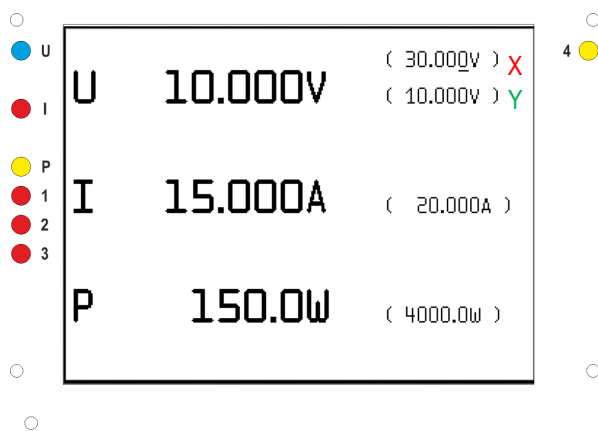 ( 30.000V ) X
U
U 10.000V
4
( 10.000V ) Y
I
P
1
I 15.000A ( 20.000A )
2
3
P 150.0W ( 4000.0W )